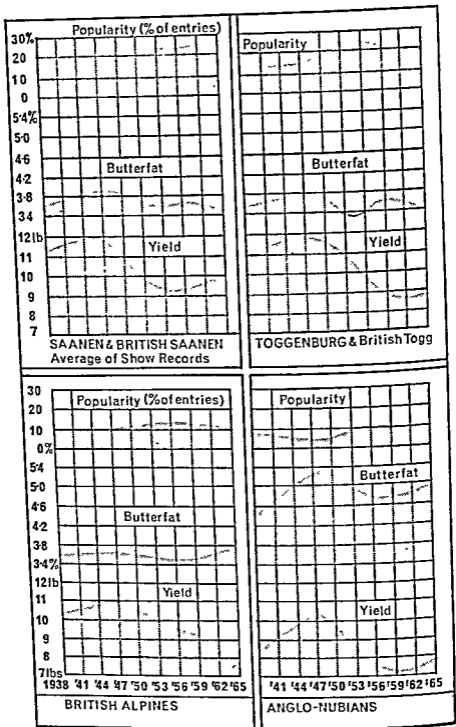 Popularity (% of entries)
30%
20
10
0
5·4%
5·0
4·6
Butterfat
4·2
3·8
3·4
12lb
Yield
11
10
9
8
7
SAANEN & BRITISH SAANEN
Average of Show Records
Popularity
Butterfat
Yield
TOGGENBURG & British Togg
30
Popularity (% of entries)
20
10
0%
5·4
5·0
4·6
Butterfat
4·2
3·8
3·4%
12lb
11
Yield
10
9
8
7lbs
1938 '41 '44 '47 '50 '53 '56 '59 '62 '65
BRITISH ALPINES
Popularity
Butterfat
Yield
'41 '44 '47 '50 '53 '56 '59 '62 '65
ANGLO-NUBIANS